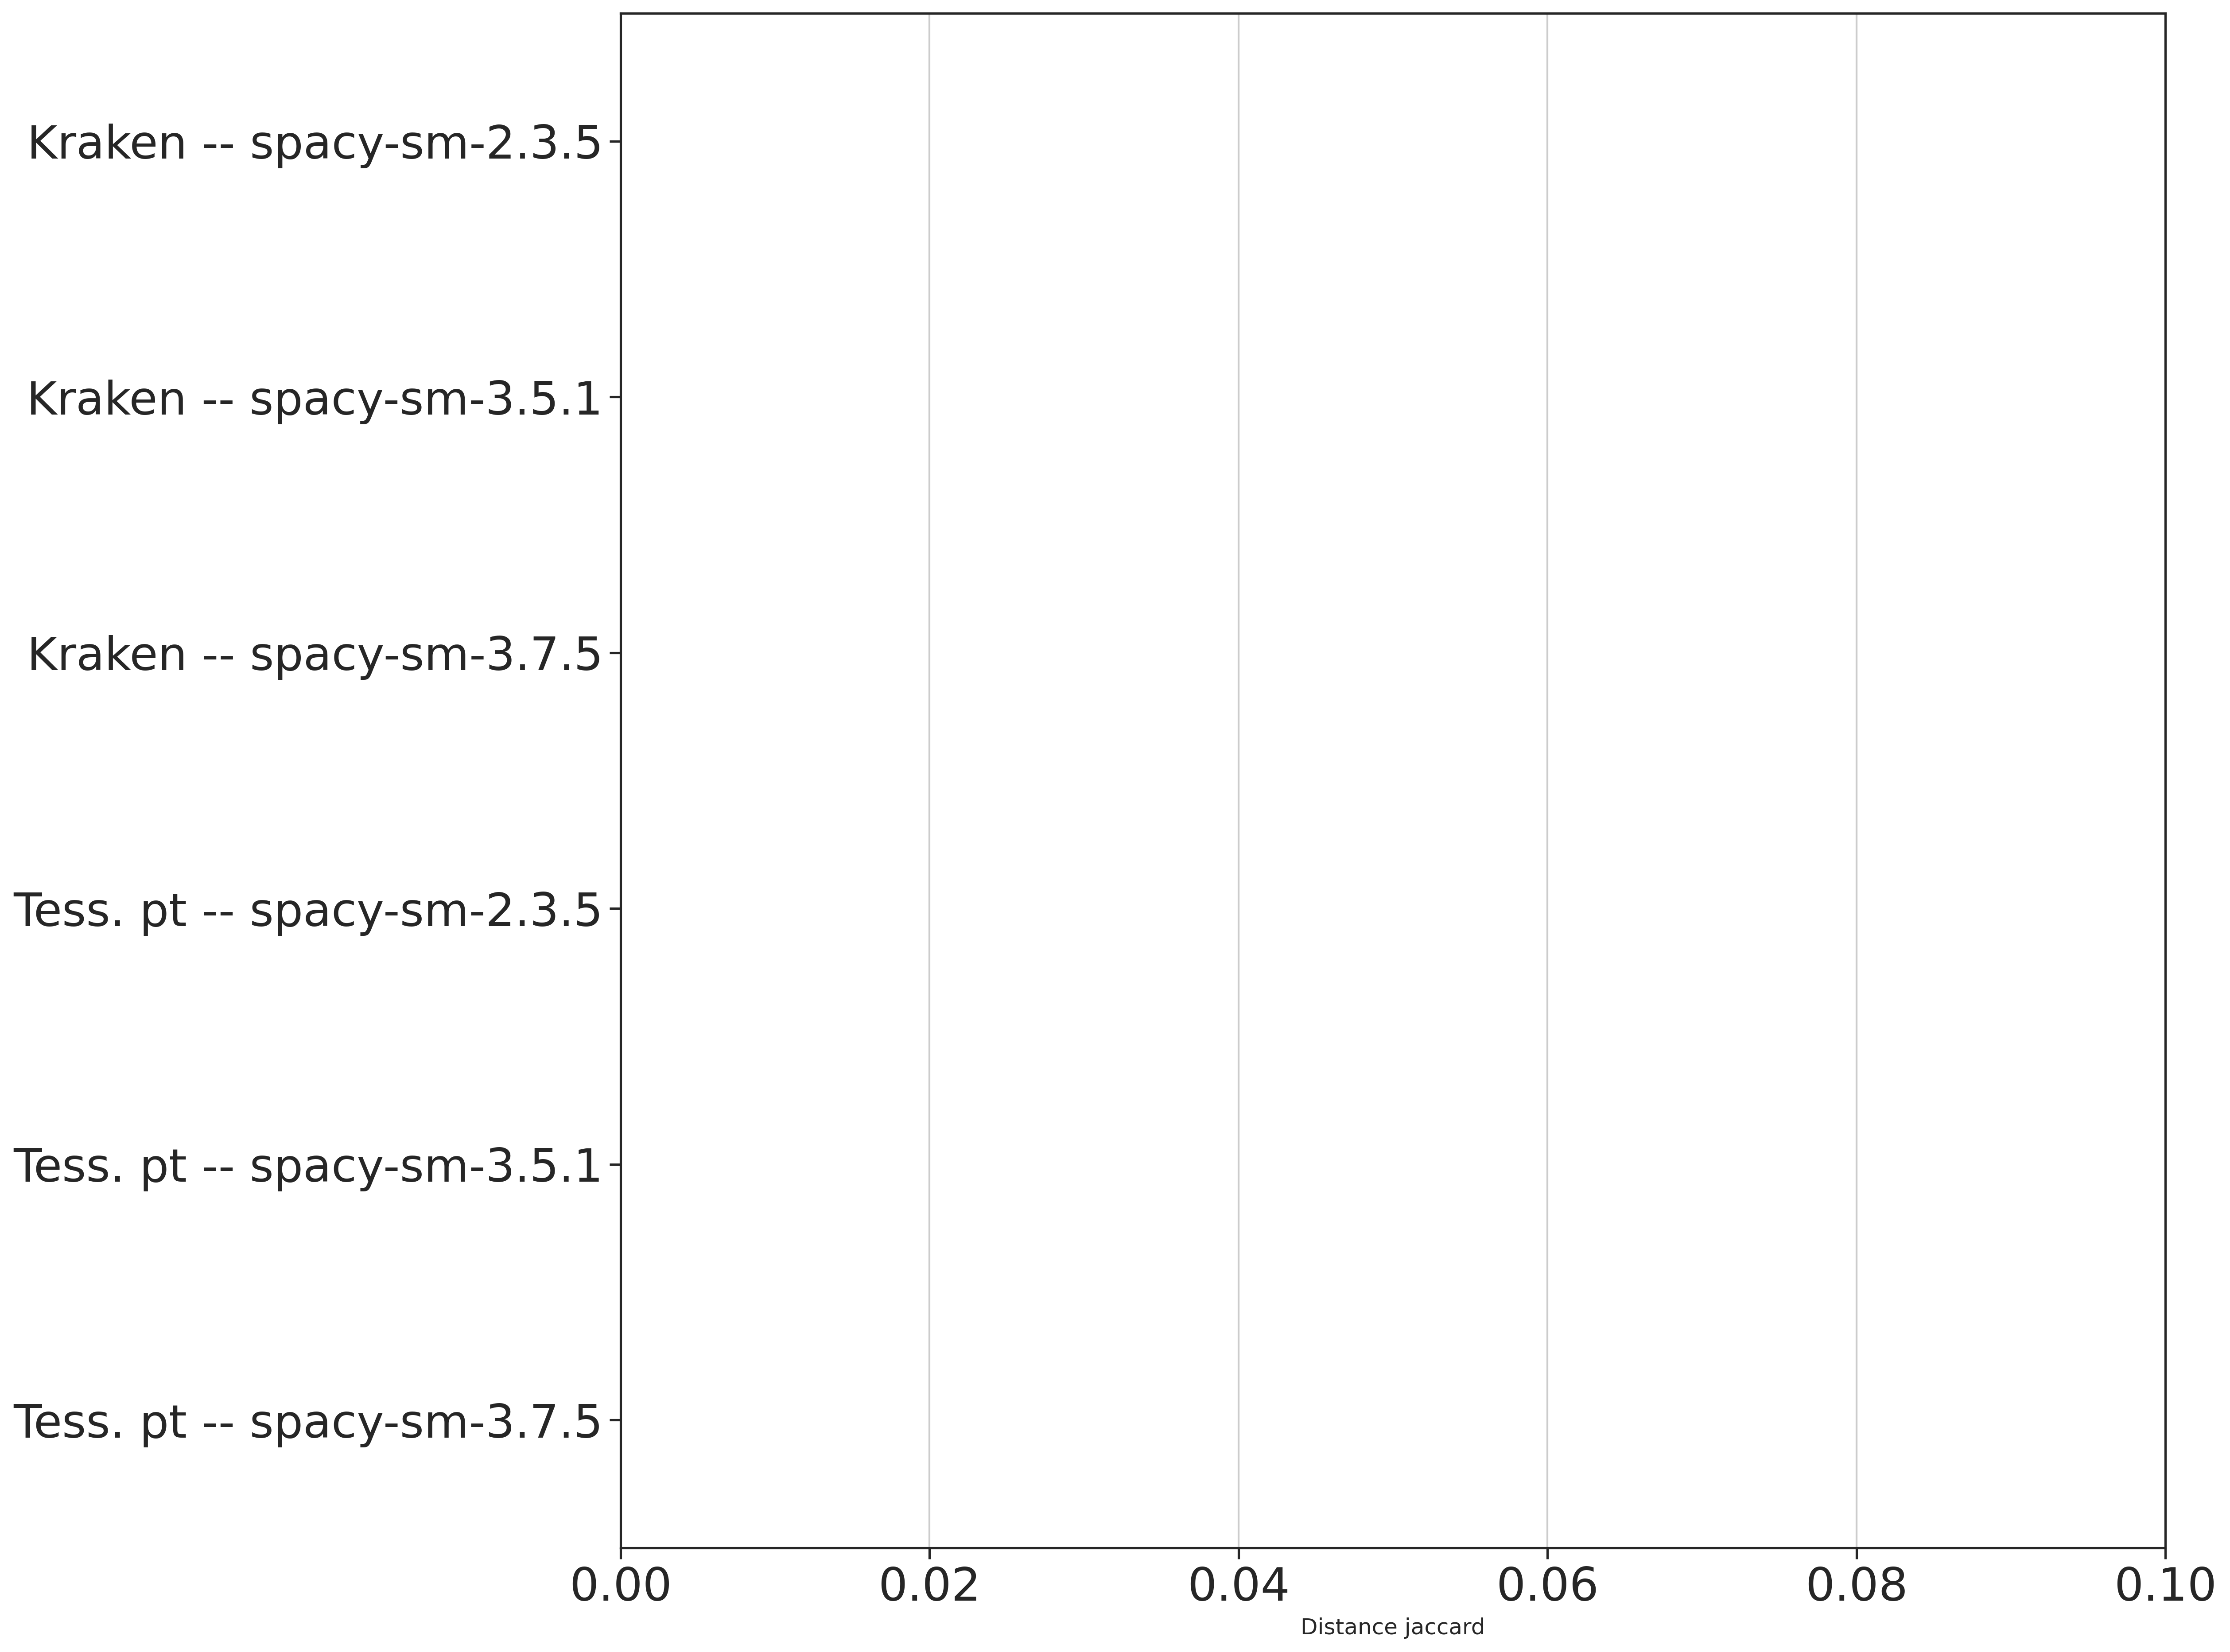 Kraken -- spacy-sm-2.3.5
Kraken -- spacy-sm-3.5.1
Kraken -- spacy-sm-3.7.5
Tess. pt -- spacy-sm-2.3.5
Tess. pt -- spacy-sm-3.5.1
Tess. pt -- spacy-sm-3.7.5
0.00 0.02 0.04 0.06 0.08 0.10
Distance jaccard